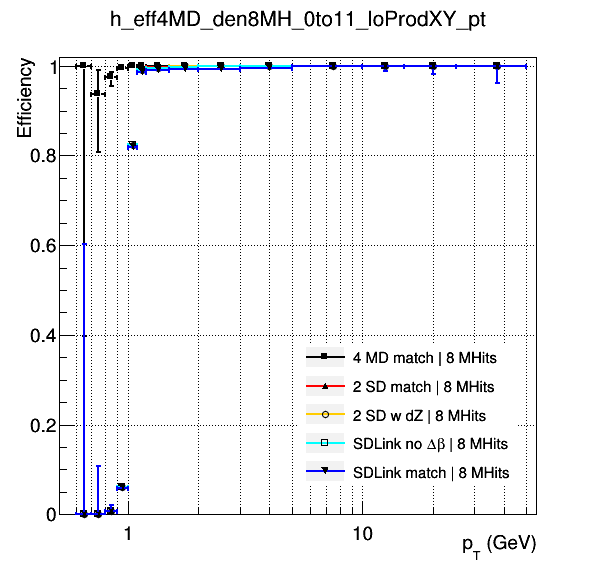 h_eff4MD_den8MH_0to11_loProdXY_pt
Efficiency
1
0.8
0.6
0.4
0.2
0
4 MD match | 8 MHits
2 SD match | 8 MHits
2 SD w dZ | 8 MHits
SDLink no Δβ | 8 MHits
SDLink match | 8 MHits
1 10
p_T (GeV)